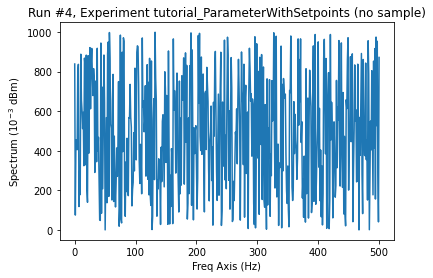 Run #4, Experiment tutorial_ParameterWithSetpoints (no sample)
1000
800
600
400
200
0
Spectrum (10⁻³ dBm)
0 100 200 300 400 500
Freq Axis (Hz)